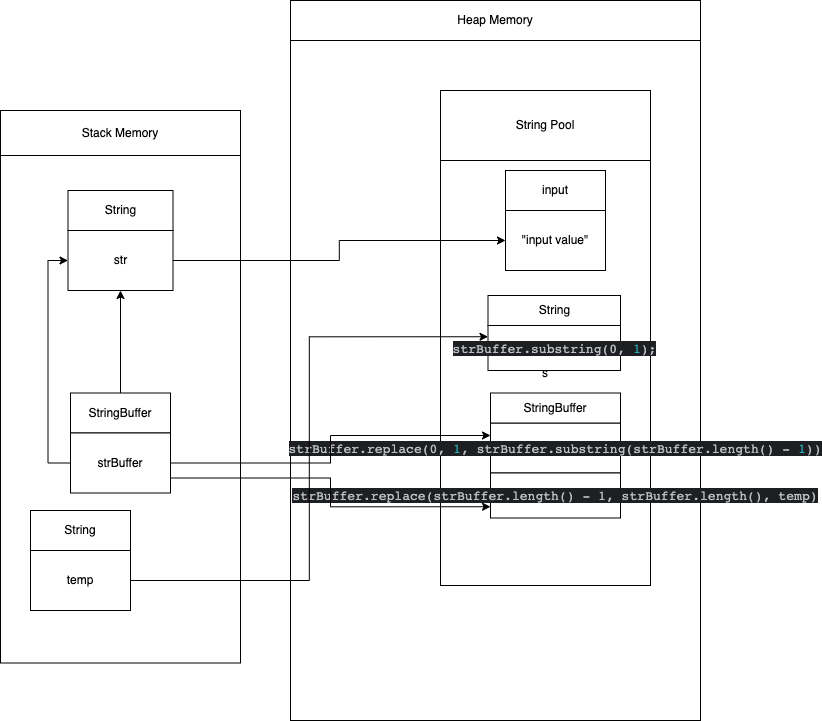 Heap Memory
Stack Memory
String Pool
String
str
input
"input value"
String
strBuffer.substring(0, 1);
s
StringBuffer
strBuffer
StringBuffer
strBuffer.replace(0, 1, strBuffer.substring(strBuffer.length() - 1))
strBuffer.replace(strBuffer.length() - 1, strBuffer.length(), temp)
String
temp